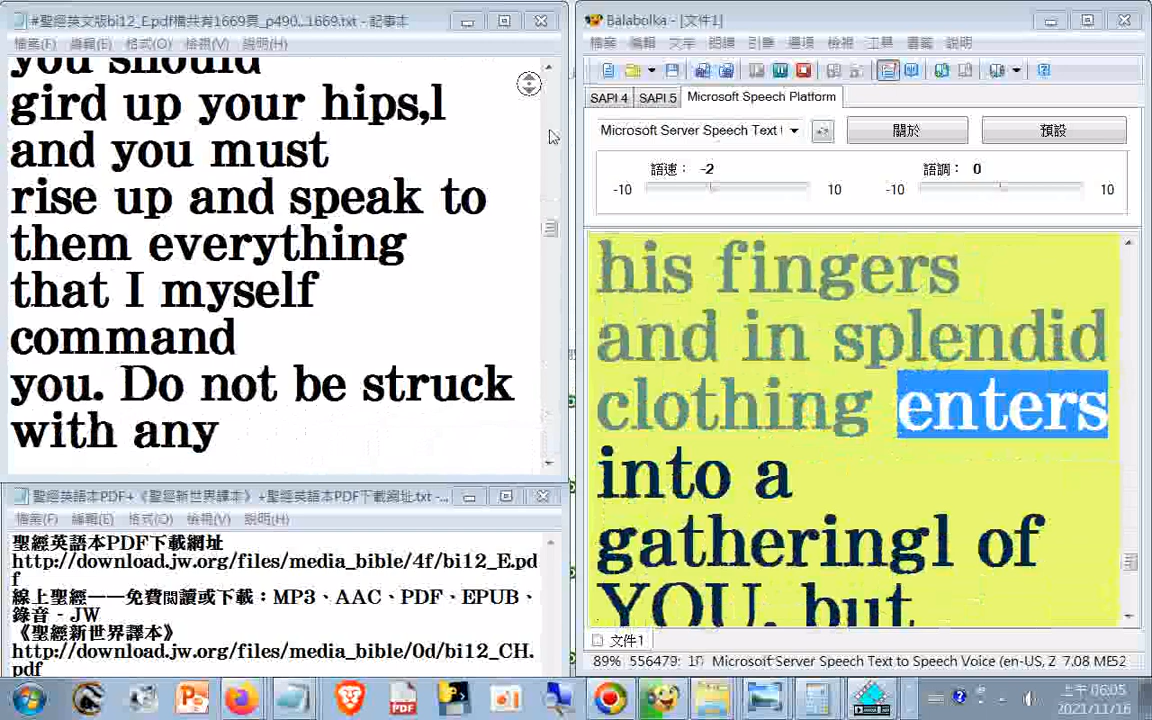 #聖經英文版bi12_E.pdf檔共有1669頁_p490...1669.txt - 記事本
檔案(F) 編輯(E) 格式(O) 檢視(V) 說明(H)
you should
gird up your hips,l
and you must
rise up and speak to
them everything
that I myself
command
you. Do not be struck
with any
聖經英語本PDF+《聖經新世界譯本》+聖經英語本PDF下載網址.txt -...
檔案(F) 編輯(E) 格式(O) 檢視(V) 說明(H)
聖經英語本PDF下載網址
http://download.jw.org/files/media_bible/4f/bi12_E.pd
f
線上聖經──免費閱讀或下載：MP3、AAC、PDF、EPUB、
錄音 - JW
《聖經新世界譯本》
http://download.jw.org/files/media_bible/0d/bi12_CH.
pdf
Balabolka - [文件1]
檔案 編輯 文字 朗讀 引擎 選項 檢視 工具 書籤 說明
SAPI 4 SAPI 5 Microsoft Speech Platform
Microsoft Server Speech Text 關於 預設
語速： -2 語調： 0
-10 10 -10 10
his fingers
and in splendid
clothing enters
into a
gatheringl of
YOU, but
文件1
89% 556479: Microsoft Server Speech Text to Speech Voice (en-US, Z 7.08 ME52
上午 06:05
2021/11/16